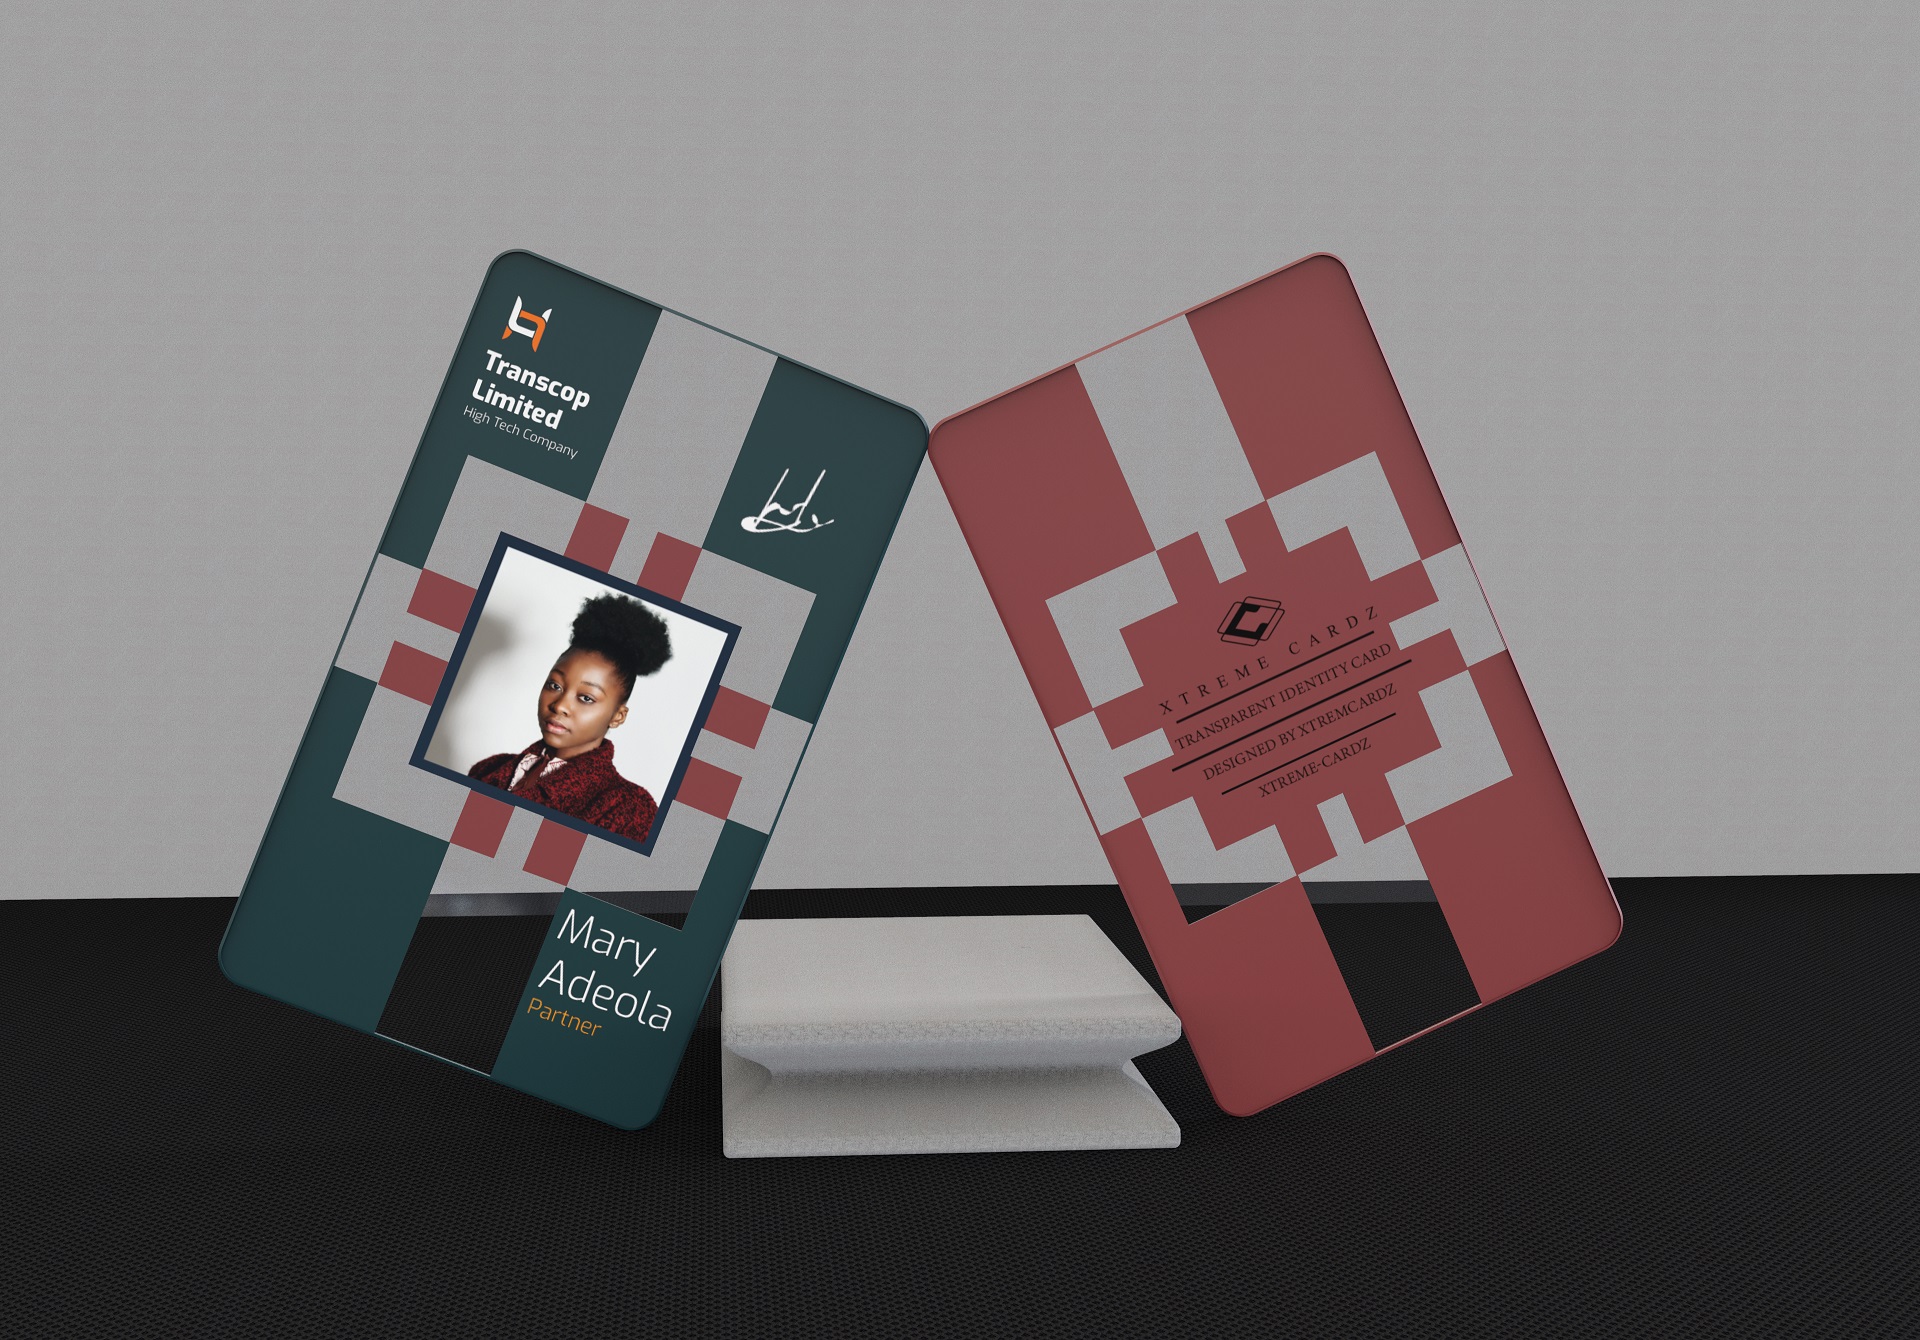 Transcop
Limited
High Tech Company
Mary
Adeola
Partner
XTREME CARDZ
TRANSPARENT IDENTITY CARD
DESIGNED BY XTREMCARDZ
XTREME-CARDZ